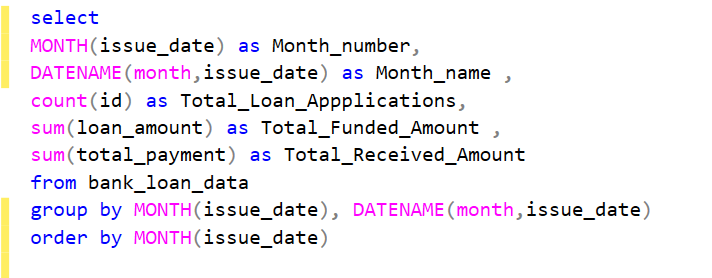 select
MONTH(issue_date) as Month_number,
DATENAME(month,issue_date) as Month_name ,
count(id) as Total_Loan_Appplications,
sum(loan_amount) as Total_Funded_Amount ,
sum(total_payment) as Total_Received_Amount
from bank_loan_data
group by MONTH(issue_date), DATENAME(month,issue_date)
order by MONTH(issue_date)